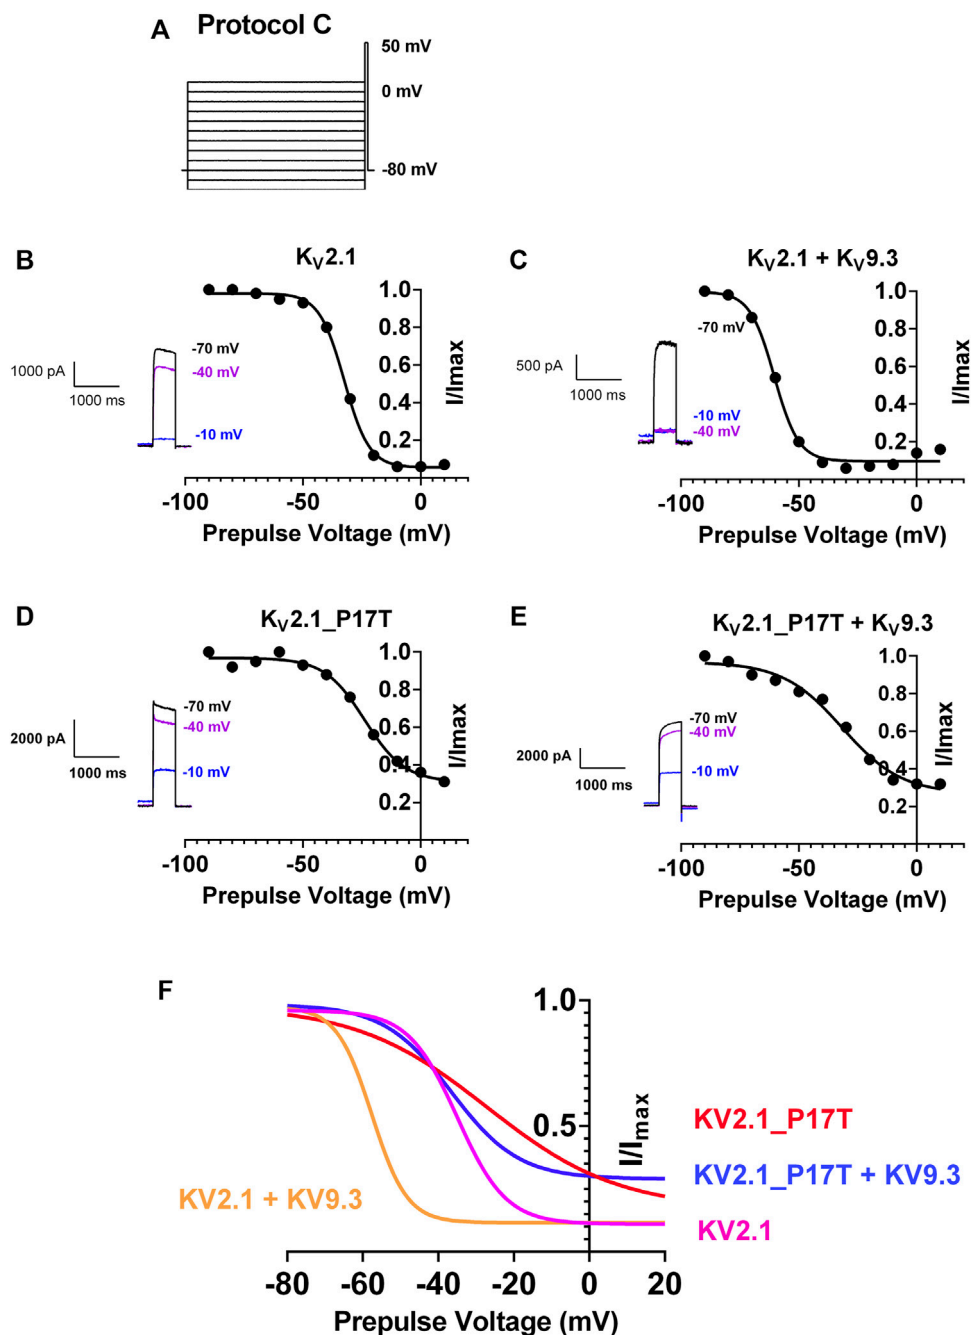 A Protocol C
50 mV
0 mV
-80 mV
B
KV2.1
1.0
0.8
0.6
0.4
0.2
I/Imax
-70 mV
-40 mV
-10 mV
1000 pA
1000 ms
-100 -50 0
Prepulse Voltage (mV)
C
KV2.1 + KV9.3
1.0
0.8
0.6
0.4
0.2
I/Imax
-70 mV
-10 mV
-40 mV
500 pA
1000 ms
-100 -50 0
Prepulse Voltage (mV)
D
KV2.1_P17T
1.0
0.8
0.6
0.4
0.2
I/Imax
-70 mV
-40 mV
-10 mV
2000 pA
1000 ms
-100 -50 0
Prepulse Voltage (mV)
E
KV2.1_P17T + KV9.3
1.0
0.8
0.6
0.4
0.2
I/Imax
-70 mV
-40 mV
-10 mV
2000 pA
1000 ms
-100 -50 0
Prepulse Voltage (mV)
F
1.0
0.5
I/Imax
KV2.1_P17T
KV2.1_P17T + KV9.3
KV2.1
KV2.1 + KV9.3
-80 -60 -40 -20 0 20
Prepulse Voltage (mV)